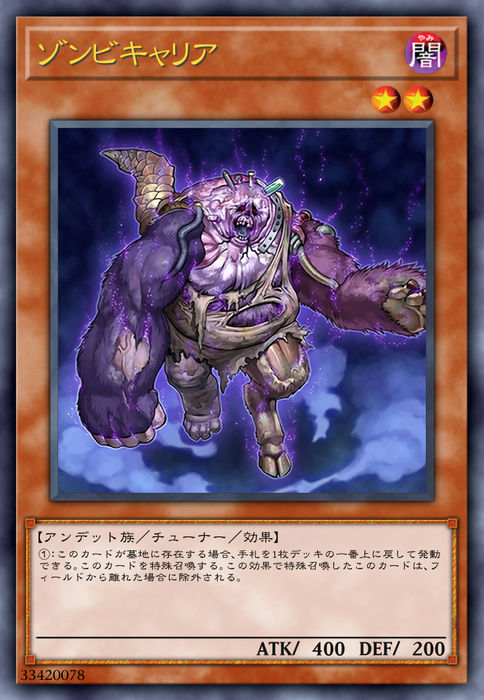 ゾンビキャリア
やみ
闇
【アンデット族／チューナー／効果】
①：このカードが墓地に存在する場合、手札を1枚デッキの一番上に戻して発動
できる。このカードを特殊召喚する。この効果で特殊召喚したこのカードは、フ
ィールドから離れた場合に除外される。
ATK/ 400 DEF/ 200
33420078